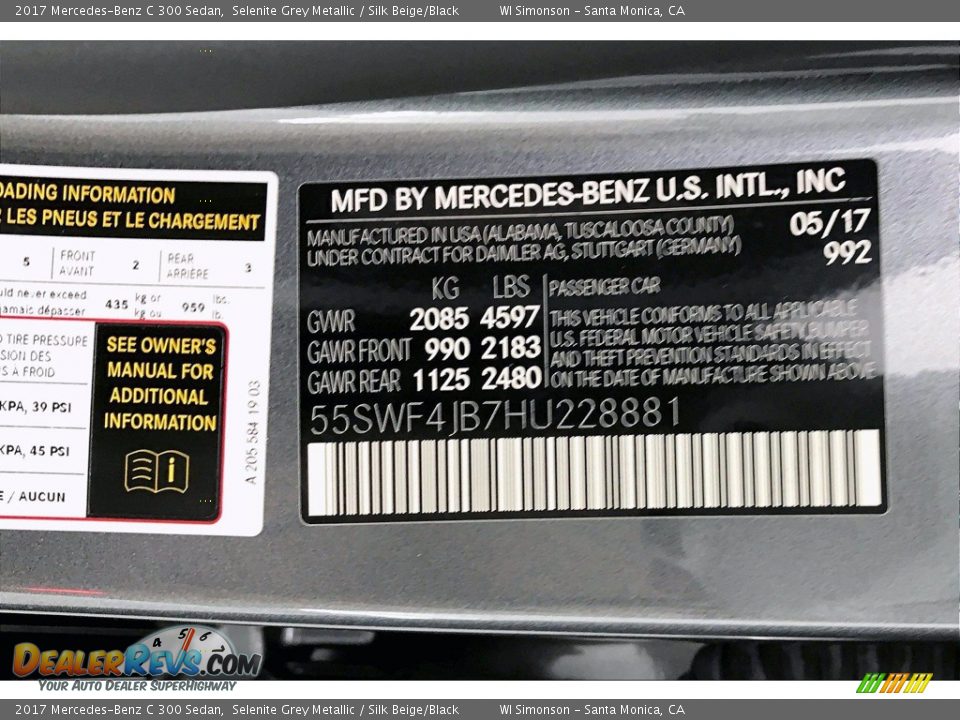 2017 Mercedes-Benz C 300 Sedan, Selenite Grey Metallic / Silk Beige/Black WI Simonson - Santa Monica, CA
OADING INFORMATION
LES PNEUS ET LE CHARGEMENT
5 FRONT AVANT 2 REAR ARRIÈRE 3
uld never exceed 435 kg or 959 lbs.
jamais dépasser kg ou lb.
TIRE PRESSURE
SION DES
S À FROID
KPA, 39 PSI
KPA, 45 PSI
E / AUCUN
SEE OWNER'S
MANUAL FOR
ADDITIONAL
INFORMATION
i
A 205 584 19 03
MFD BY MERCEDES-BENZ U.S. INTL., INC
MANUFACTURED IN USA (ALABAMA, TUSCALOOSA COUNTY) 05/17
UNDER CONTRACT FOR DAIMLER AG, STUTTGART (GERMANY) 992
KG LBS
GVWR 2085 4597
GAWR FRONT 990 2183
GAWR REAR 1125 2480
PASSENGER CAR
THIS VEHICLE CONFORMS TO ALL APPLICABLE
U.S. FEDERAL MOTOR VEHICLE SAFETY, BUMPER
AND THEFT PREVENTION STANDARDS IN EFFECT
ON THE DATE OF MANUFACTURE SHOWN ABOVE
55SWF4JB7HU228881
4 5 6
DEALERREVS.COM
YOUR AUTO DEALER SUPERHIGHWAY
2017 Mercedes-Benz C 300 Sedan, Selenite Grey Metallic / Silk Beige/Black WI Simonson - Santa Monica, CA